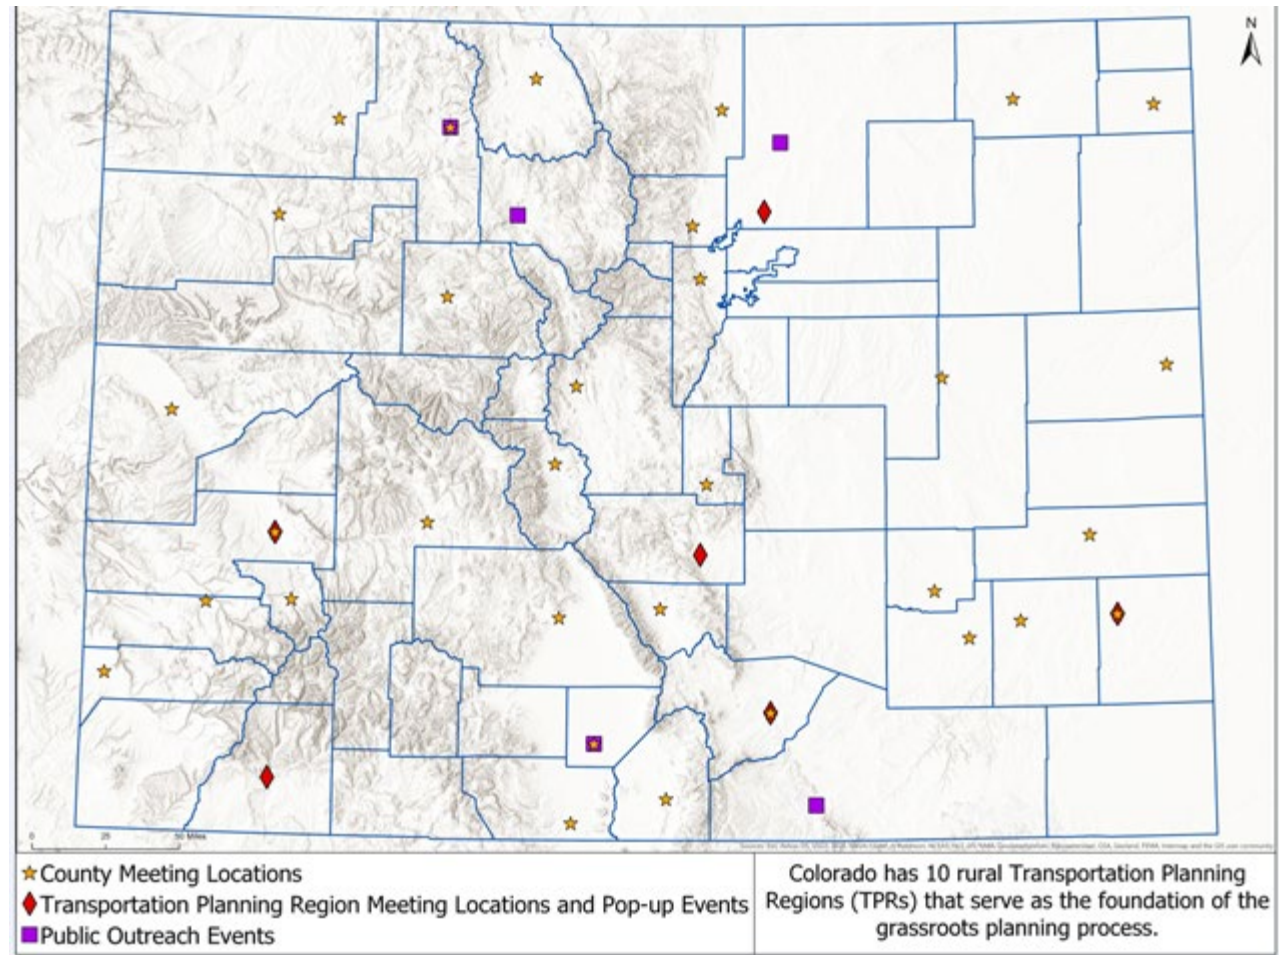 N
0 25 50 Miles
County Meeting Locations
Transportation Planning Region Meeting Locations and Pop-up Events
Public Outreach Events
Colorado has 10 rural Transportation Planning
Regions (TPRs) that serve as the foundation of the
grassroots planning process.